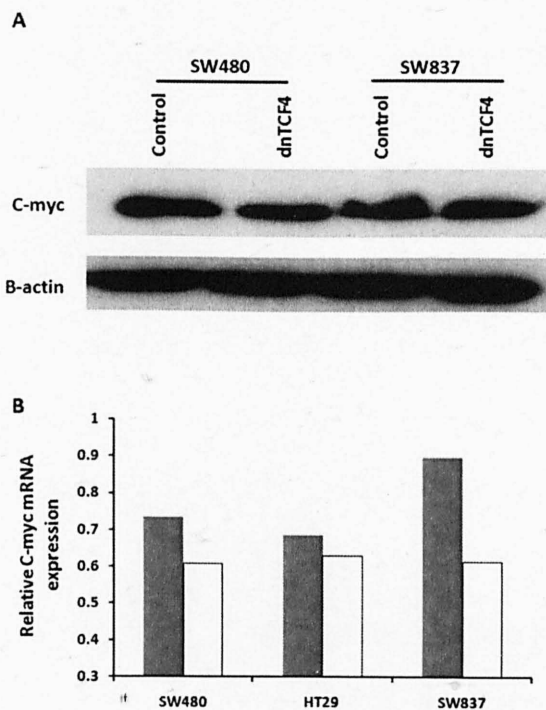 A
SW480 SW837
Control dnTCF4 Control dnTCF4
C-myc
B-actin
B
Relative C-myc mRNA
expression
1
0.9
0.8
0.7
0.6
0.5
0.4
0.3
SW480 HT29 SW837